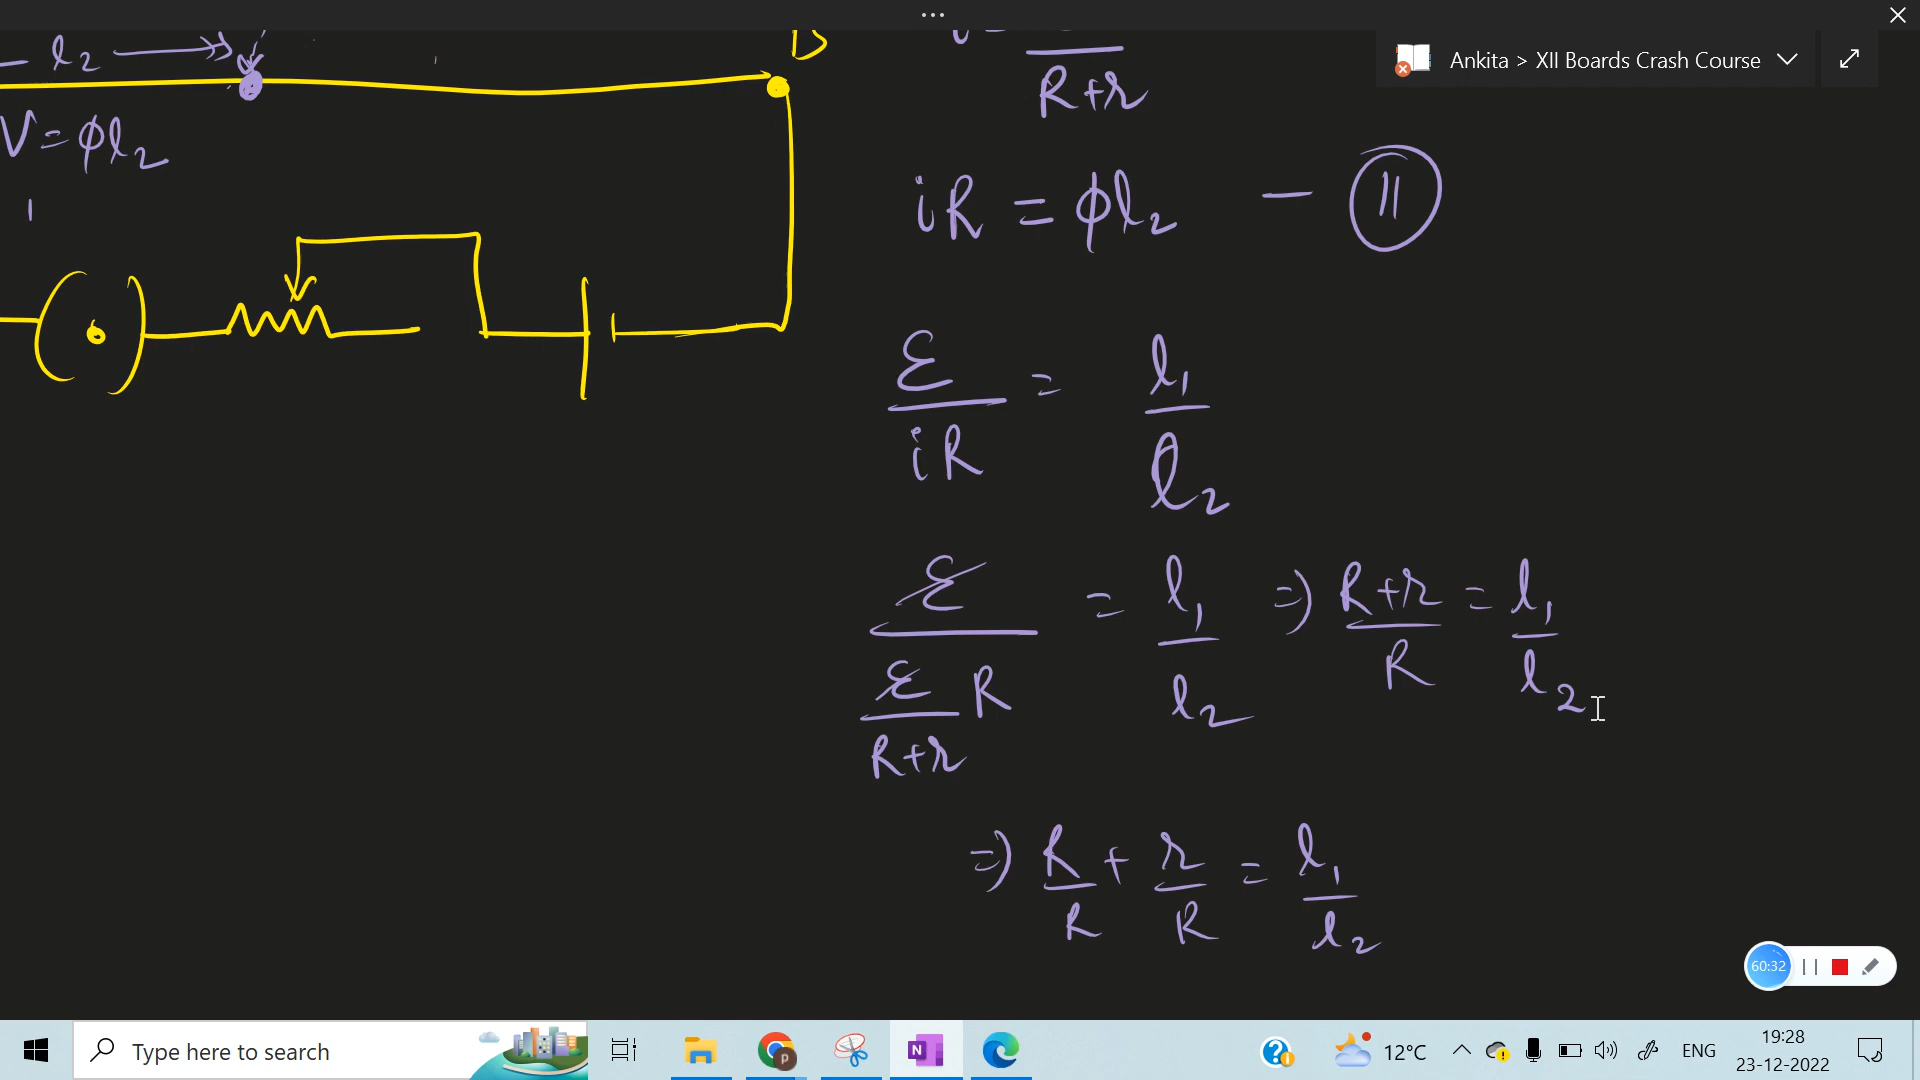 Ankita > XII Boards Crash Course
l₂
B
R+r
V=ϕl₂
iR = ϕl₂ - II
ε/iR = l₁/l₂
ε/(ε/(R+r) R) = l₁/l₂ ⇒ (R+r)/R = l₁/l₂
⇒ R/R + r/R = l₁/l₂
60:32
Type here to search
12°C
ENG
19:28
23-12-2022